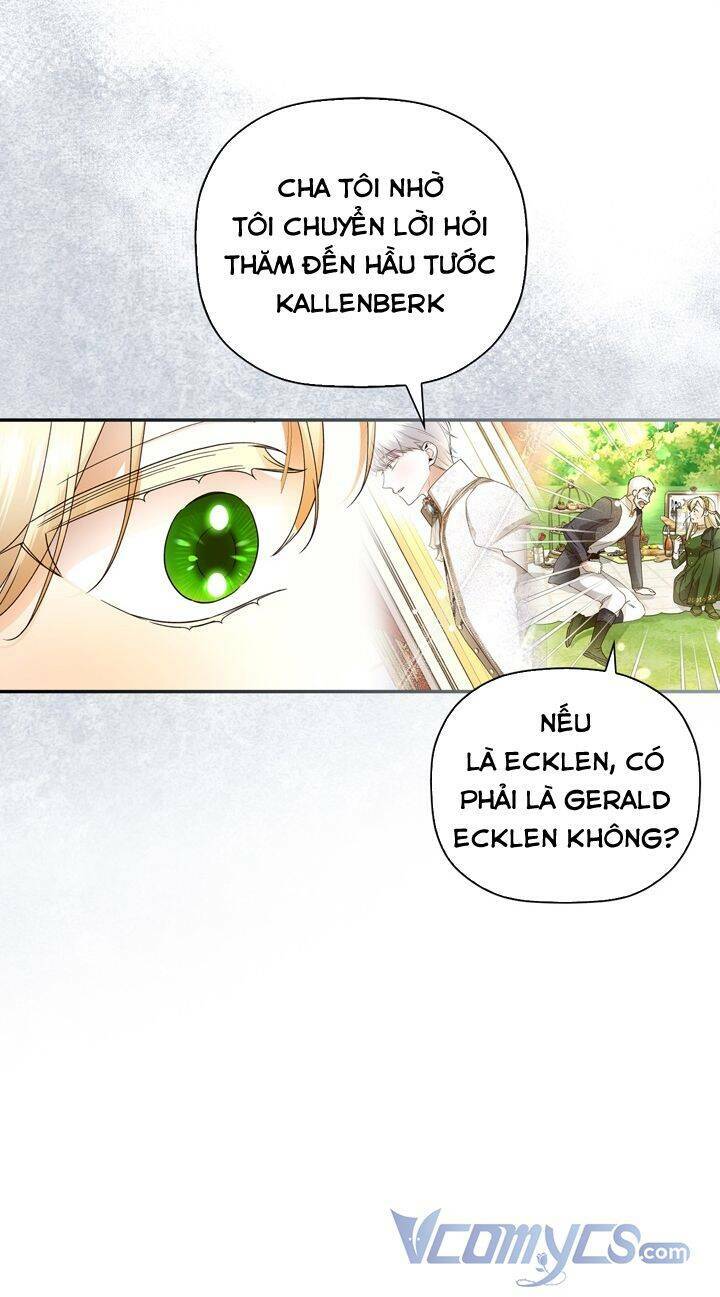 CHA TÔI NHỜ
TÔI CHUYỂN LỜI HỎI
THĂM ĐẾN HẦU TƯỚC
KALLENBERK
NẾU
LÀ ECKLEN, CÓ
PHẢI LÀ GERALD
ECKLEN KHÔNG?
VCOMYCS.com